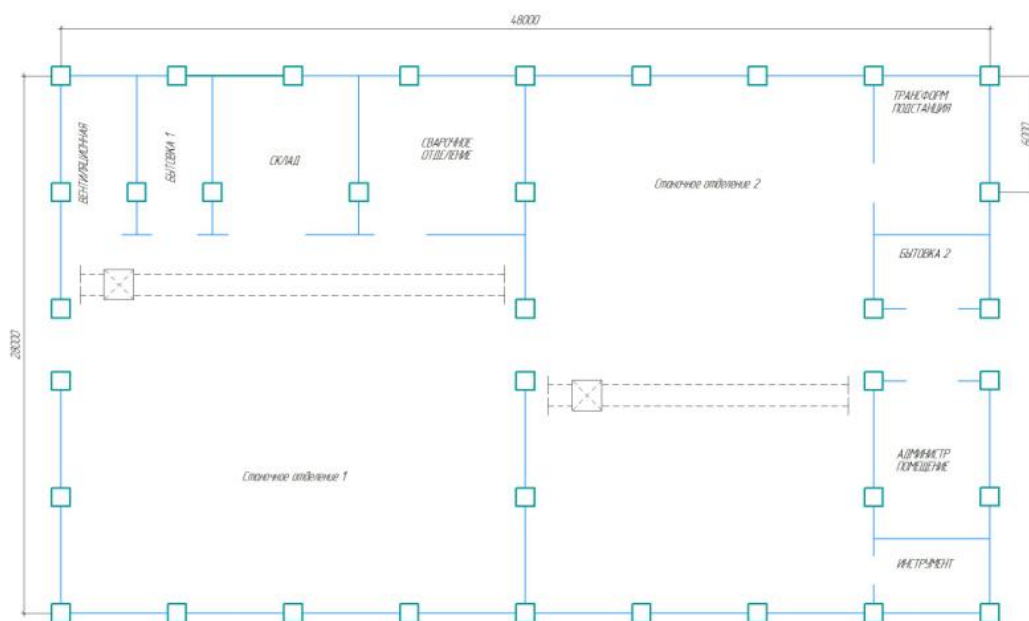 48000
ТРАНСФОРМ
ПОДСТАНЦИЯ
6000
ВЕНТИЛЯЦИОННАЯ
БЫТОВКА 1
СКЛАД
СВАРОЧНОЕ
ОТДЕЛЕНИЕ
Станочное отделение 2
БЫТОВКА 2
28000
Станочное отделение 1
АДМИНИСТР
ПОМЕЩЕНИЕ
ИНСТРУМЕНТ